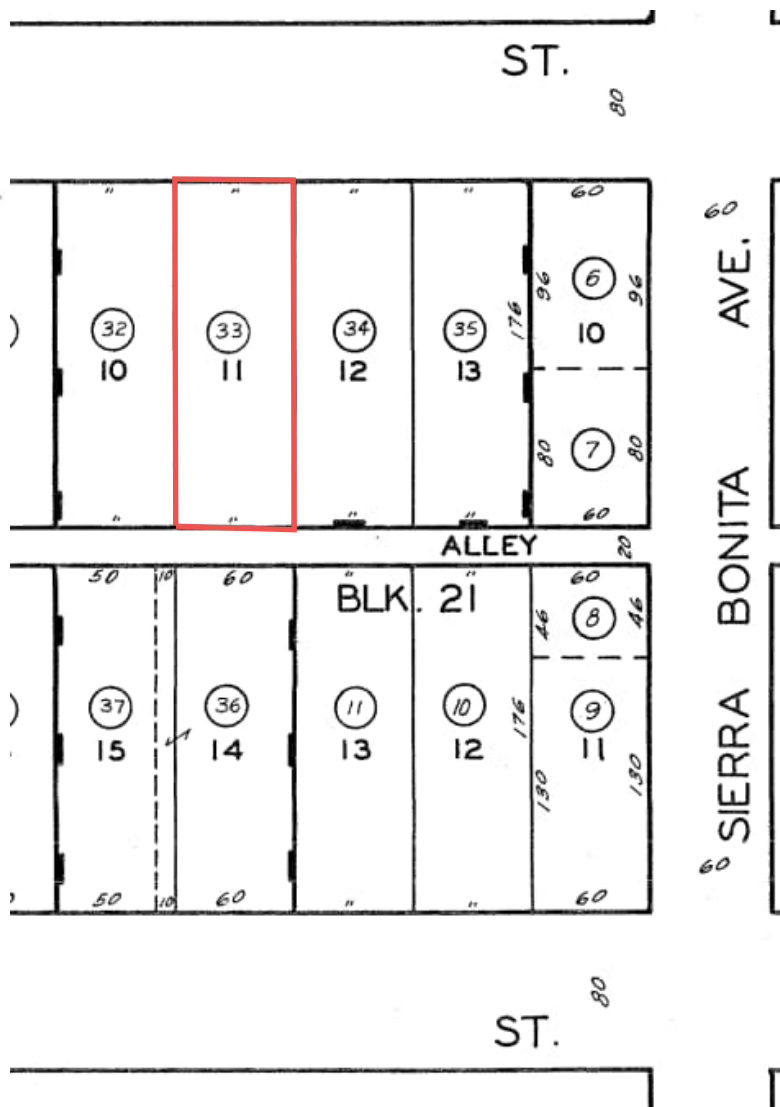 ST.
80
60
" " " " 60
60
AVE.
96 6 96
32 33 34 35 176 10
10 11 12 13
80 7 80
" " " " 60
ALLEY 20
50 10 60 " " 60
BLK. 21
46 8 46
37 36 11 10 176 9
15 14 13 12 11
130 130
SIERRA BONITA
60
50 10 60 " " 60
80
ST.